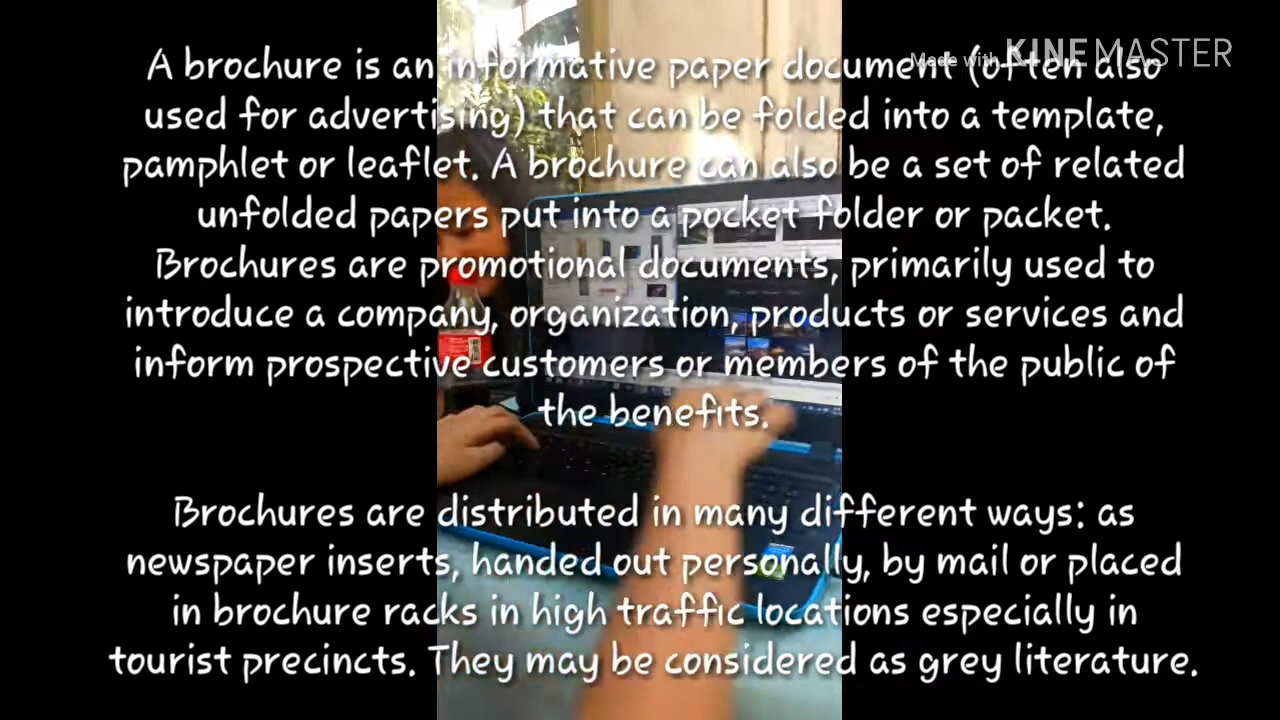 Made with KINEMASTER
A brochure is an informative paper document (often also
used for advertising) that can be folded into a template,
pamphlet or leaflet. A brochure can also be a set of related
unfolded papers put into a pocket folder or packet.
Brochures are promotional documents, primarily used to
introduce a company, organization, products or services and
inform prospective customers or members of the public of
the benefits.
Brochures are distributed in many different ways: as
newspaper inserts, handed out personally, by mail or placed
in brochure racks in high traffic locations especially in
tourist precincts. They may be considered as grey literature.